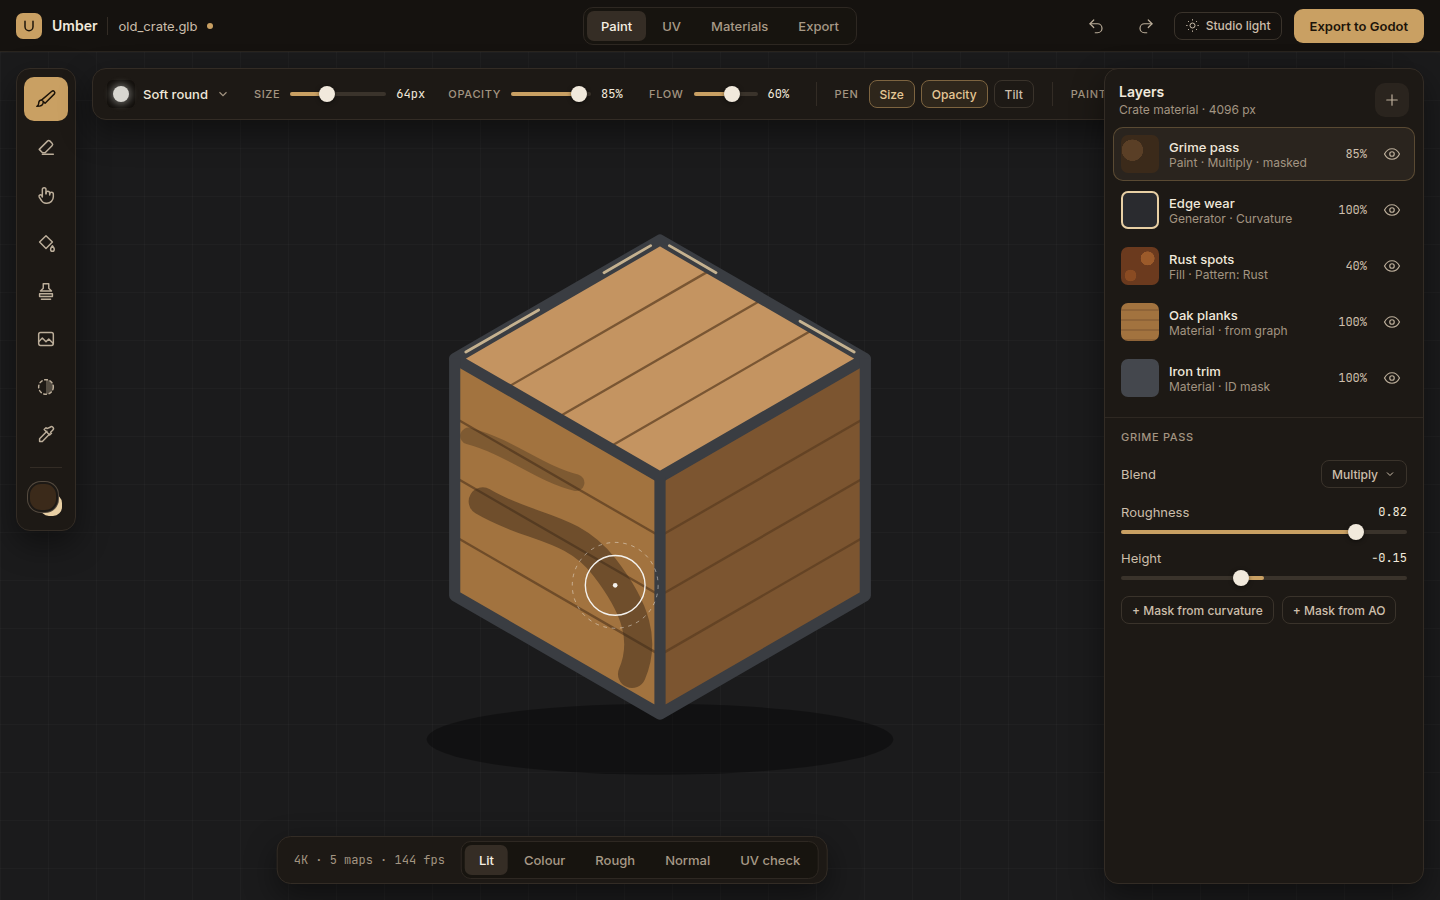 Umber
old_crate.glb
Paint UV Materials Export
Studio light
Export to Godot
Soft round
SIZE 64px
OPACITY 85%
FLOW 60%
PEN Size Opacity Tilt
PAINT
Layers
Crate material · 4096 px
Grime pass
Paint · Multiply · masked
85%
Edge wear
Generator · Curvature
100%
Rust spots
Fill · Pattern: Rust
40%
Oak planks
Material · from graph
100%
Iron trim
Material · ID mask
100%
GRIME PASS
Blend Multiply
Roughness 0.82
Height -0.15
+ Mask from curvature + Mask from AO
4K · 5 maps · 144 fps
Lit Colour Rough Normal UV check